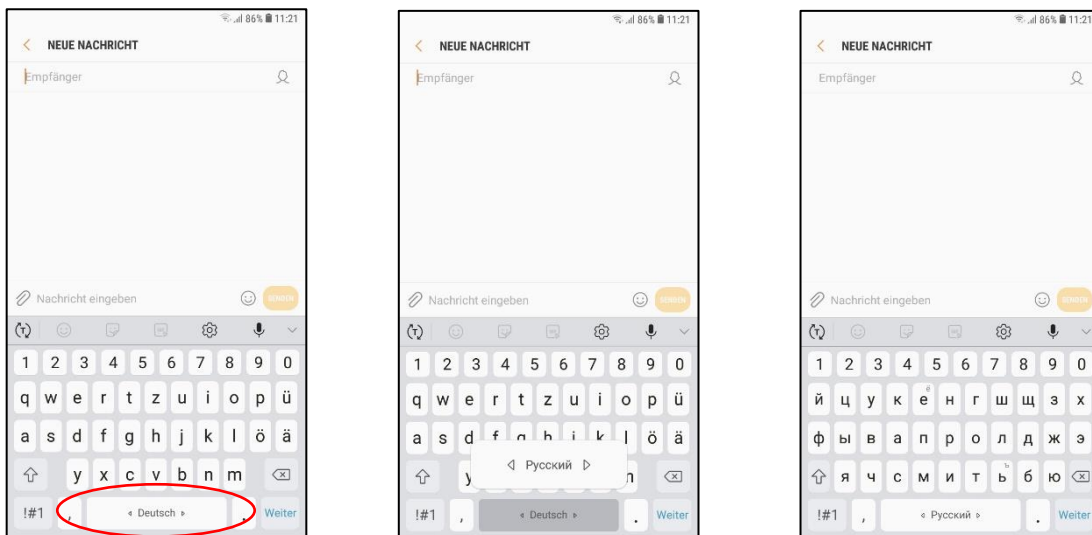 86% 11:21
NEUE NACHRICHT
Empfänger
Nachricht eingeben SENDEN
1 2 3 4 5 6 7 8 9 0
q w e r t z u i o p ü
a s d f g h j k l ö ä
y x c v b n m
!#1 , Deutsch . Weiter
86% 11:21
NEUE NACHRICHT
Empfänger
Nachricht eingeben SENDEN
1 2 3 4 5 6 7 8 9 0
q w e r t z u i o p ü
a s d f g h j k l ö ä
Русский
!#1 , Deutsch . Weiter
86% 11:21
NEUE NACHRICHT
Empfänger
Nachricht eingeben SENDEN
1 2 3 4 5 6 7 8 9 0
ё
й ц у к е н г ш щ з х
ф ы в а п р о л д ж э
ъ
я ч с м и т ь б ю
!#1 , Русский . Weiter